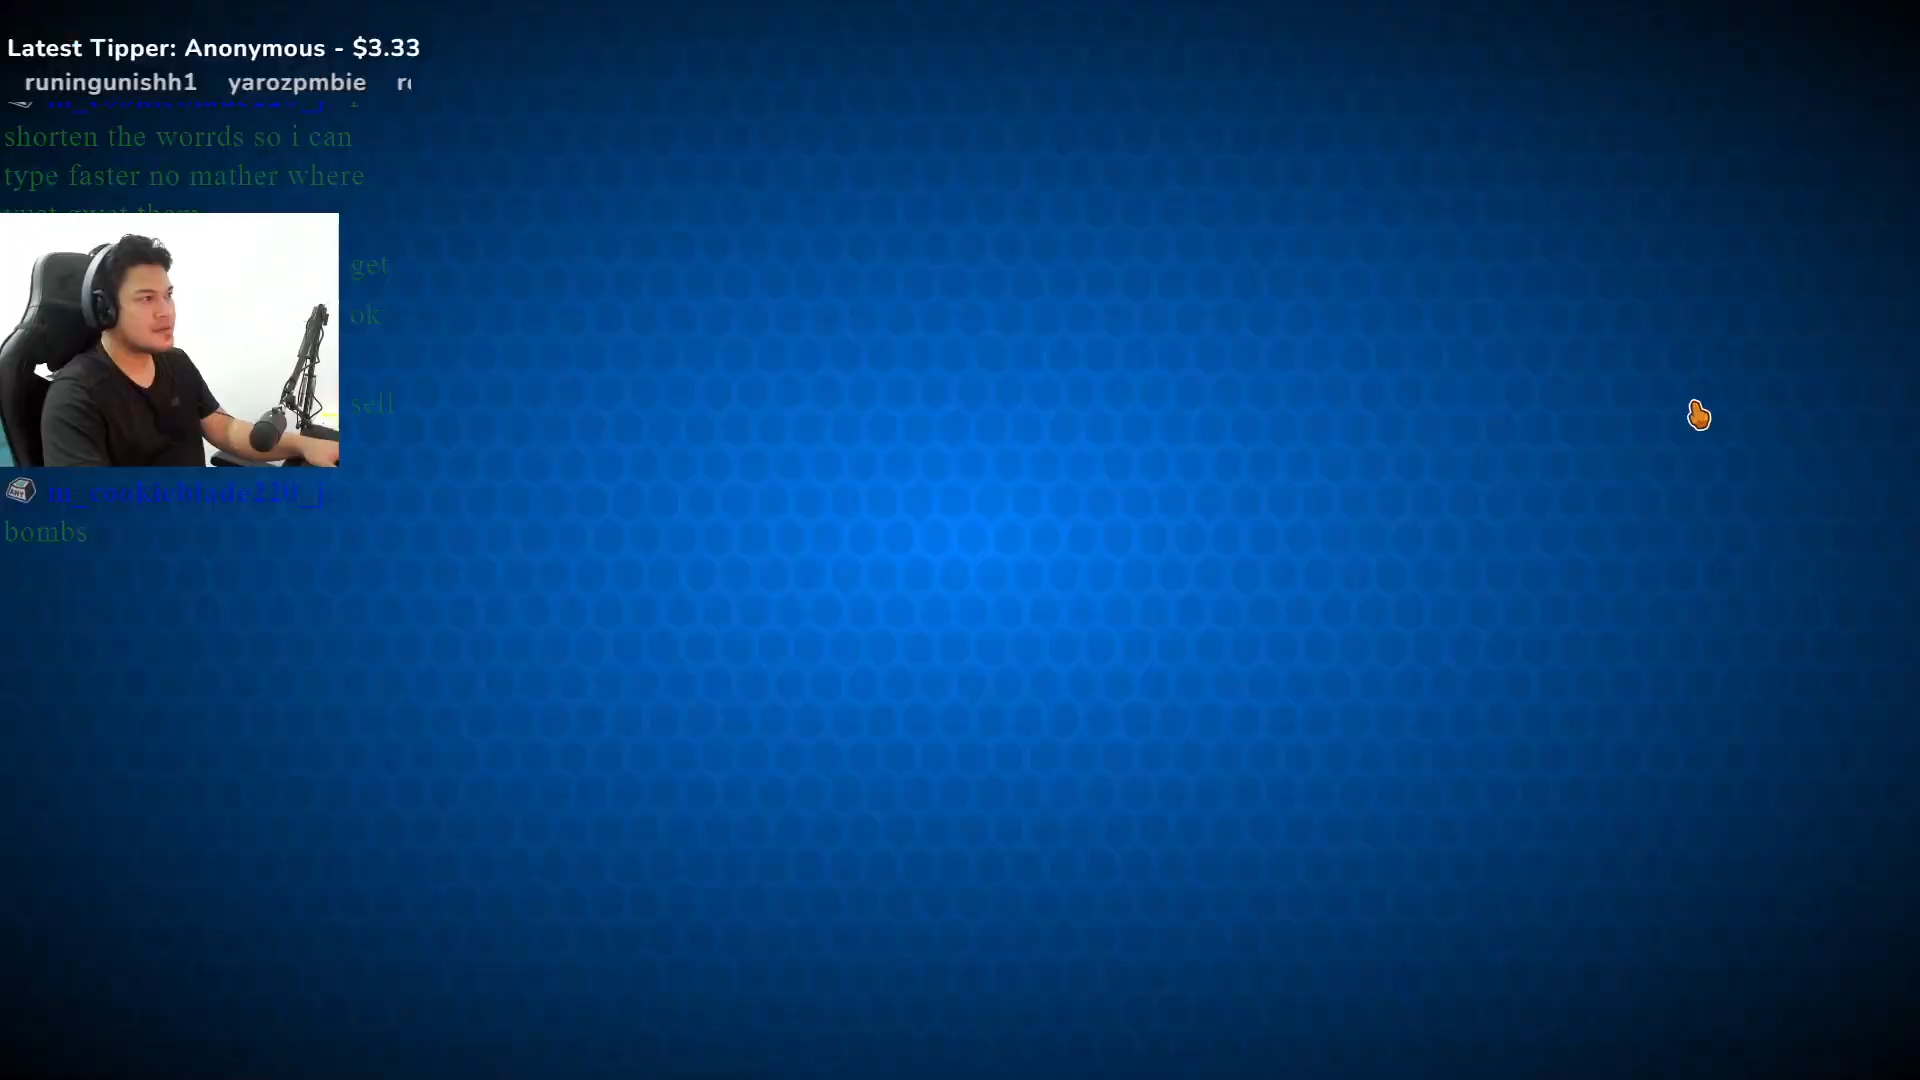 Latest Tipper: Anonymous - $3.33
runingunishh1 yarozpmbie
shorten the worrds so i can
type faster no mather where
get
ok
sell
m_cookieblade220_j
bombs